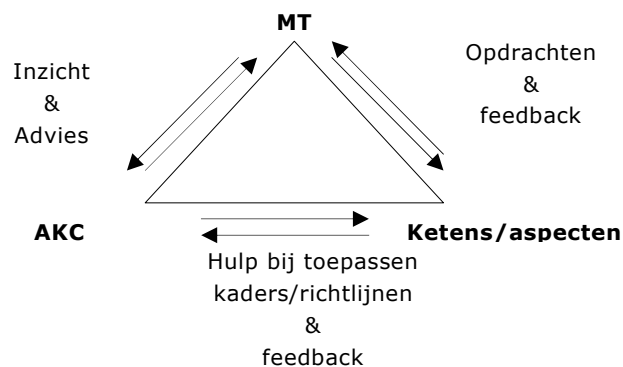 MT
Inzicht
&
Advies
Opdrachten
&
feedback
AKC
Ketens/aspecten
Hulp bij toepassen
kaders/richtlijnen
&
feedback